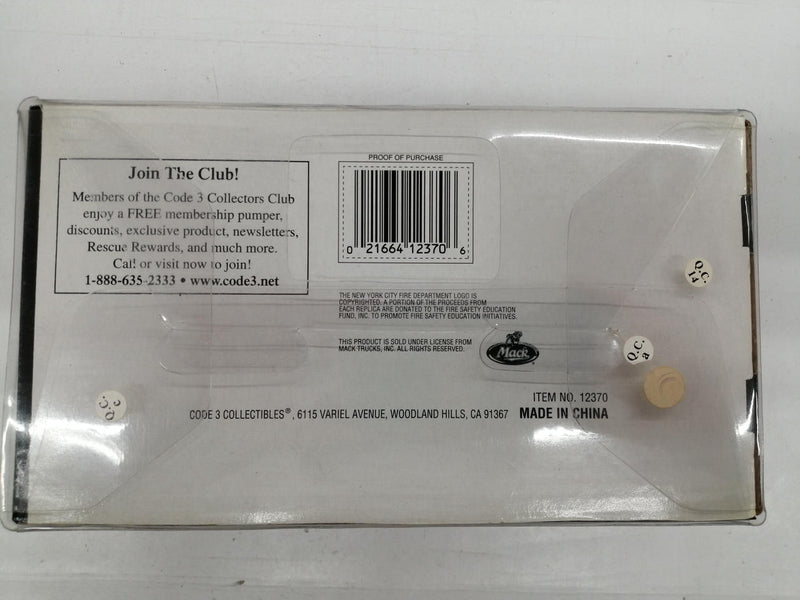 Join The Club!
Members of the Code 3 Collectors Club
enjoy a FREE membership pumper,
discounts, exclusive product, newsletters,
Rescue Rewards, and much more.
Call or visit now to join!
1-888-635-2333 • www.code3.net
PROOF OF PURCHASE
0 21664 12370 6
THE NEW YORK CITY FIRE DEPARTMENT LOGO IS
COPYRIGHTED. A PORTION OF THE PROCEEDS FROM
EACH REPLICA ARE DONATED TO THE FIRE SAFETY EDUCATION
FUND, INC. TO PROMOTE FIRE SAFETY EDUCATION INITIATIVES.
THIS PRODUCT IS SOLD UNDER LICENSE FROM
MACK TRUCKS, INC. ALL RIGHTS RESERVED.
Mack
Q.C.
14
Q.C.
a
ITEM NO. 12370
CODE 3 COLLECTIBLES®, 6115 VARIEL AVENUE, WOODLAND HILLS, CA 91367 MADE IN CHINA